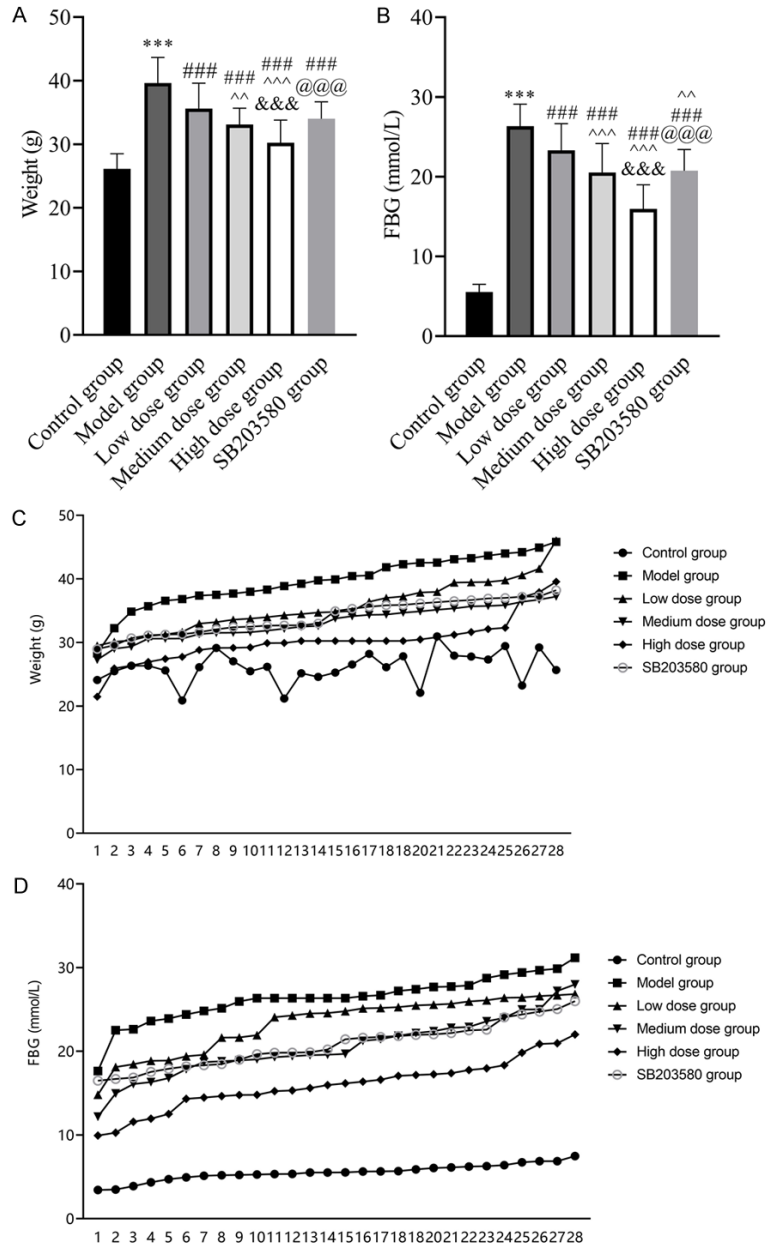 A
Weight (g)
50
40
30
20
10
0
***
###
###
^^
###
^^^
&&&
###
@@@
Control group
Model group
Low dose group
Medium dose group
High dose group
SB203580 group
B
FBG (mmol/L)
40
30
20
10
0
***
###
###
^^^
###
^^^
&&&
^^
###
@@@
Control group
Model group
Low dose group
Medium dose group
High dose group
SB203580 group
C
Weight (g)
50
40
30
20
10
0
1 2 3 4 5 6 7 8 9 10 11 12 13 14 15 16 17 18 18 20 21 22 23 24 25 26 27 28
Control group
Model group
Low dose group
Medium dose group
High dose group
SB203580 group
D
FBG (mmol/L)
40
30
20
10
0
1 2 3 4 5 6 7 8 9 10 11 12 13 14 15 16 17 18 19 20 21 22 23 24 25 26 27 28
Control group
Model group
Low dose group
Medium dose group
High dose group
SB203580 group